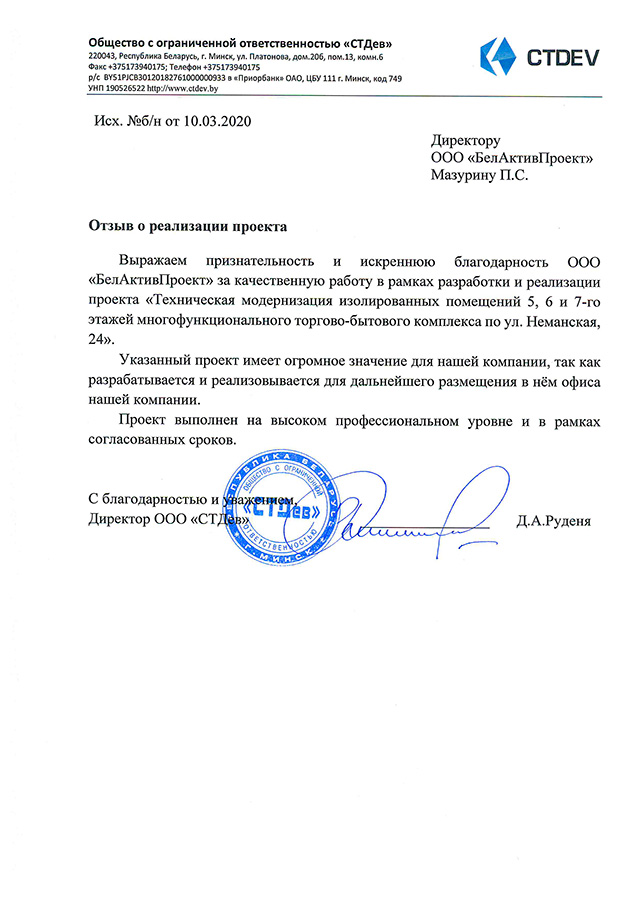 Общество с ограниченной ответственностью «СТДев»
220043, Республика Беларусь, г. Минск, ул. Платонова, дом.20б, пом.13, комн.6
Факс +375173940175; Телефон +375173940175
р/с BY51PJCB30120182761000000933 в «Приорбанк» ОАО, ЦБУ 111 г. Минск, код 749
УНП 190526522 http://www.ctdev.by
CTDEV
Исх. №б/н от 10.03.2020
Директору
ООО «БелАктивПроект»
Мазурину П.С.
Отзыв о реализации проекта
Выражаем признательность и искреннюю благодарность ООО
«БелАктивПроект» за качественную работу в рамках разработки и реализации
проекта «Техническая модернизация изолированных помещений 5, 6 и 7-го
этажей многофункционального торгово-бытового комплекса по ул. Неманская,
24».
Указанный проект имеет огромное значение для нашей компании, так как
разрабатывается и реализовывается для дальнейшего размещения в нём офиса
нашей компании.
Проект выполнен на высоком профессиональном уровне и в рамках
согласованных сроков.
С благодарностью и уважением,
Директор ООО «СТДев»
Д.А.Руденя
РЕСПУБЛИКА БЕЛАРУСЬ
Г. МИНСК
ОБЩЕСТВО С ОГРАНИЧЕННОЙ
ОТВЕТСТВЕННОСТЬЮ
«СТДев»